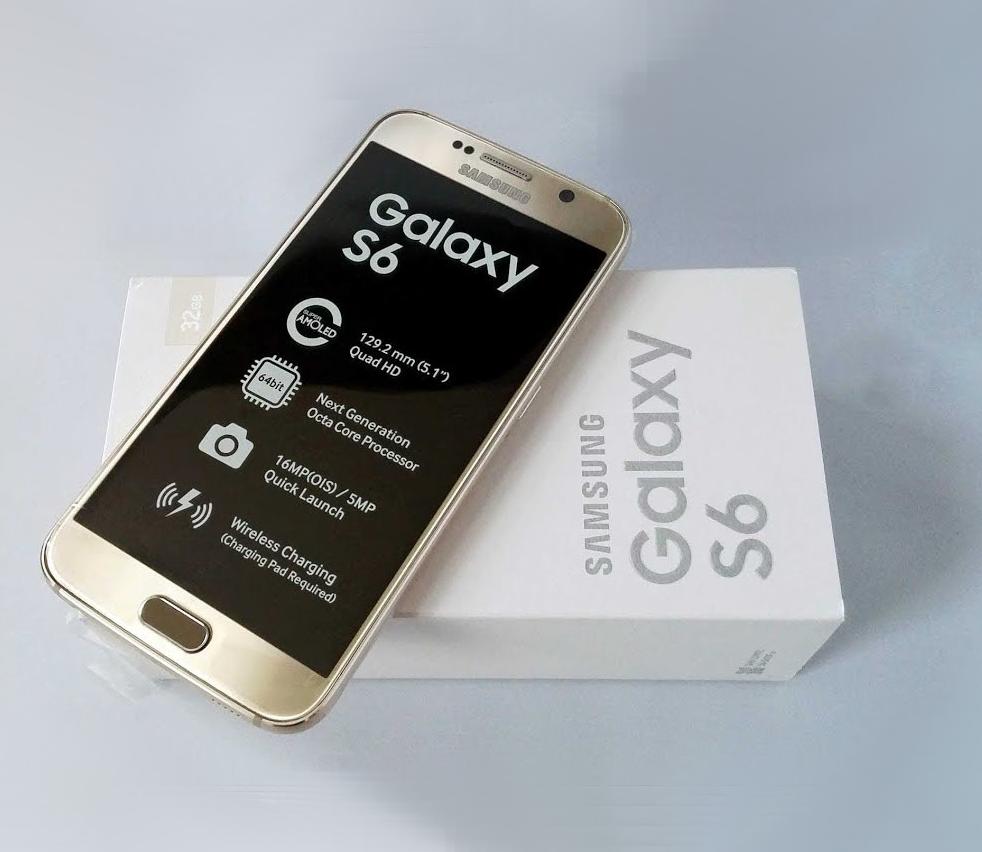 SAMSUNG
Galaxy
S6
SUPER
AMOLED
129.2 mm (5.1")
Quad HD
64bit
Next Generation
Octa Core Processor
16MP(OIS) / 5MP
Quick Launch
Wireless Charging
(Charging Pad Required)
32GB
SAMSUNG
Galaxy
S6